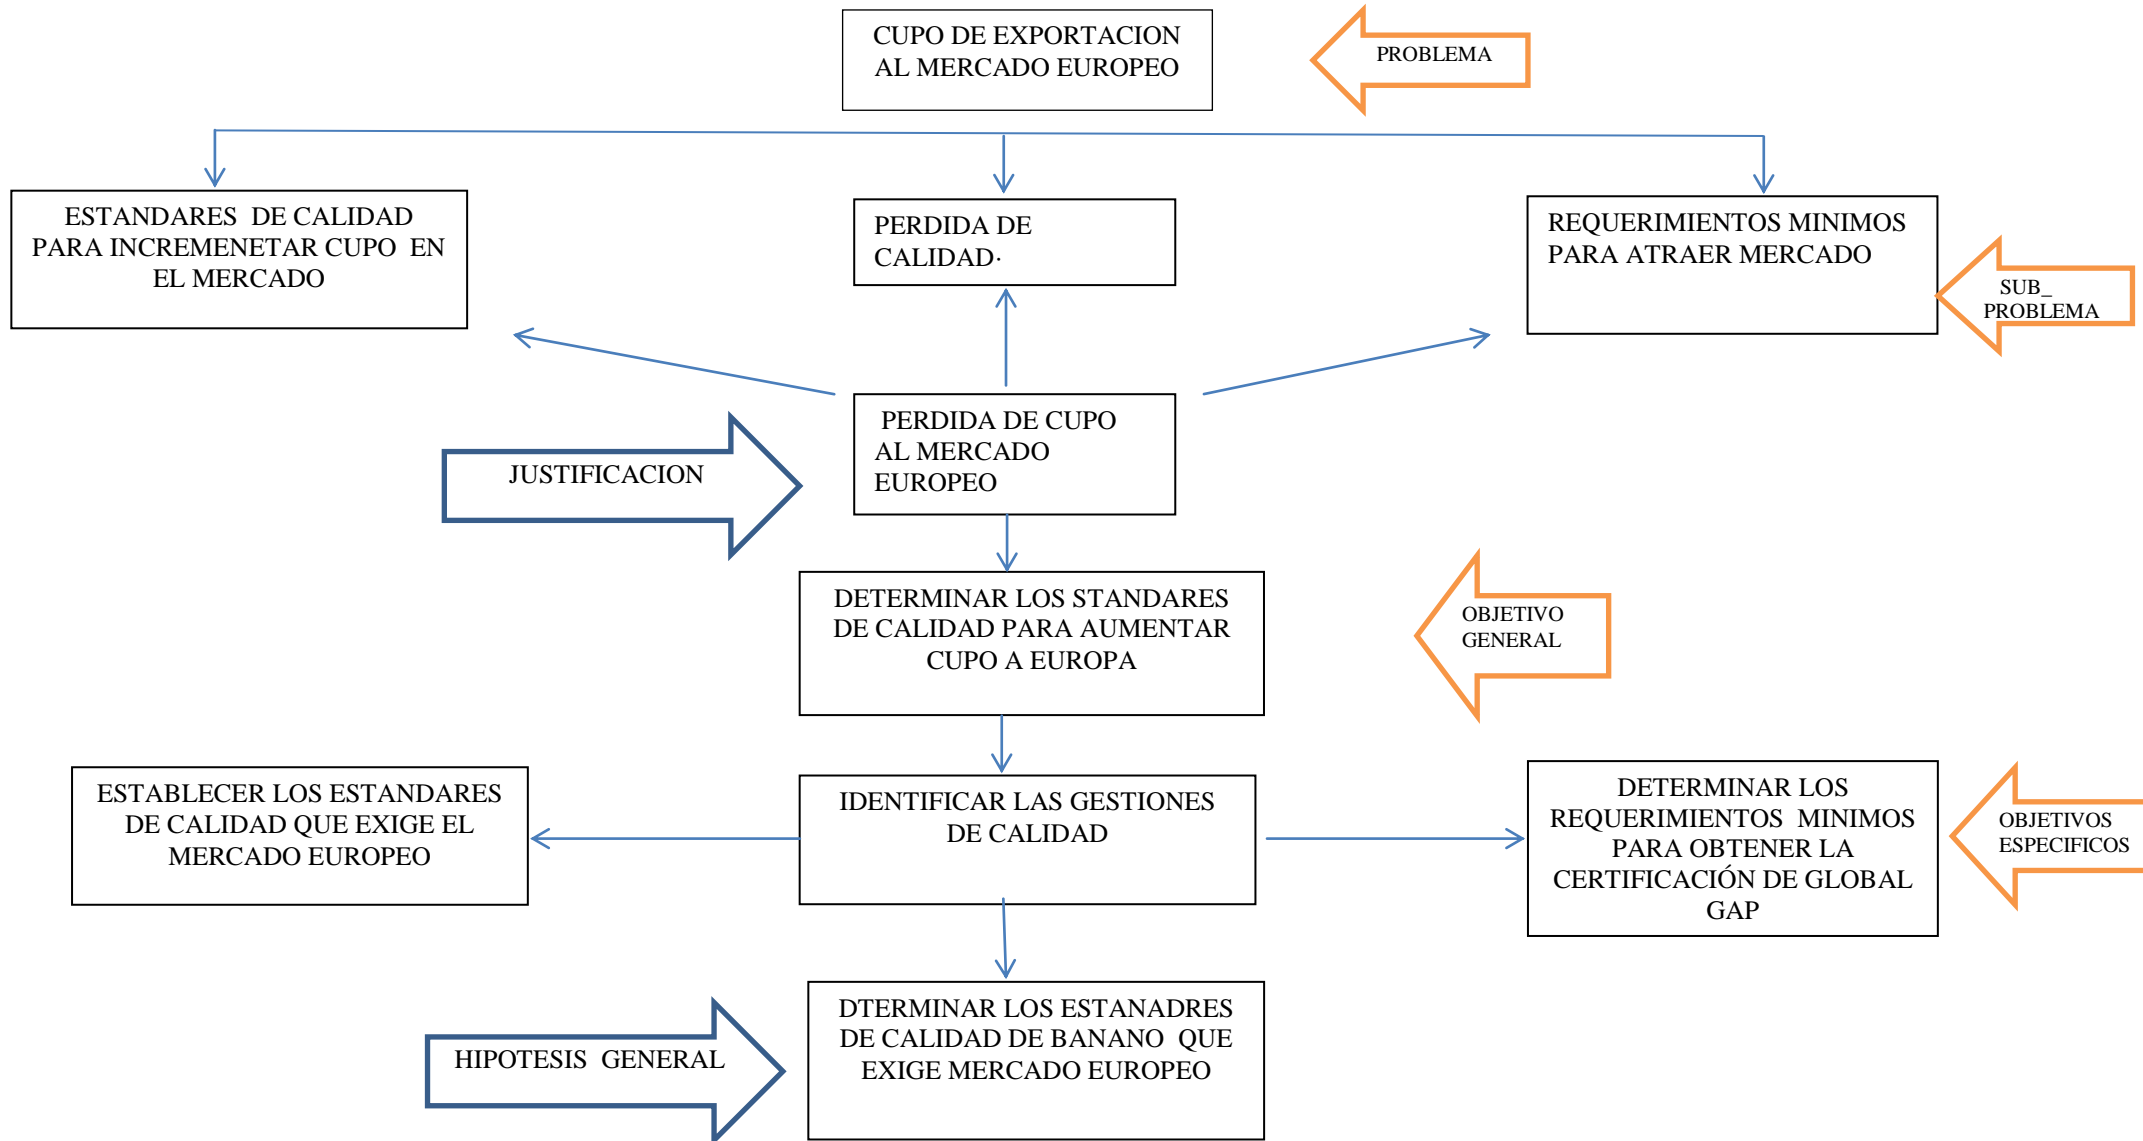 CUPO DE EXPORTACION
AL MERCADO EUROPEO
PROBLEMA
ESTANDARES DE CALIDAD
PARA INCREMENETAR CUPO EN
EL MERCADO
PERDIDA DE
CALIDAD·
REQUERIMIENTOS MINIMOS
PARA ATRAER MERCADO
SUB_
PROBLEMA
PERDIDA DE CUPO
AL MERCADO
EUROPEO
JUSTIFICACION
DETERMINAR LOS STANDARES
DE CALIDAD PARA AUMENTAR
CUPO A EUROPA
OBJETIVO
GENERAL
ESTABLECER LOS ESTANDARES
DE CALIDAD QUE EXIGE EL
MERCADO EUROPEO
IDENTIFICAR LAS GESTIONES
DE CALIDAD
DETERMINAR LOS
REQUERIMIENTOS MINIMOS
PARA OBTENER LA
CERTIFICACIÓN DE GLOBAL
GAP
OBJETIVOS
ESPECIFICOS
DTERMINAR LOS ESTANADRES
DE CALIDAD DE BANANO QUE
EXIGE MERCADO EUROPEO
HIPOTESIS GENERAL